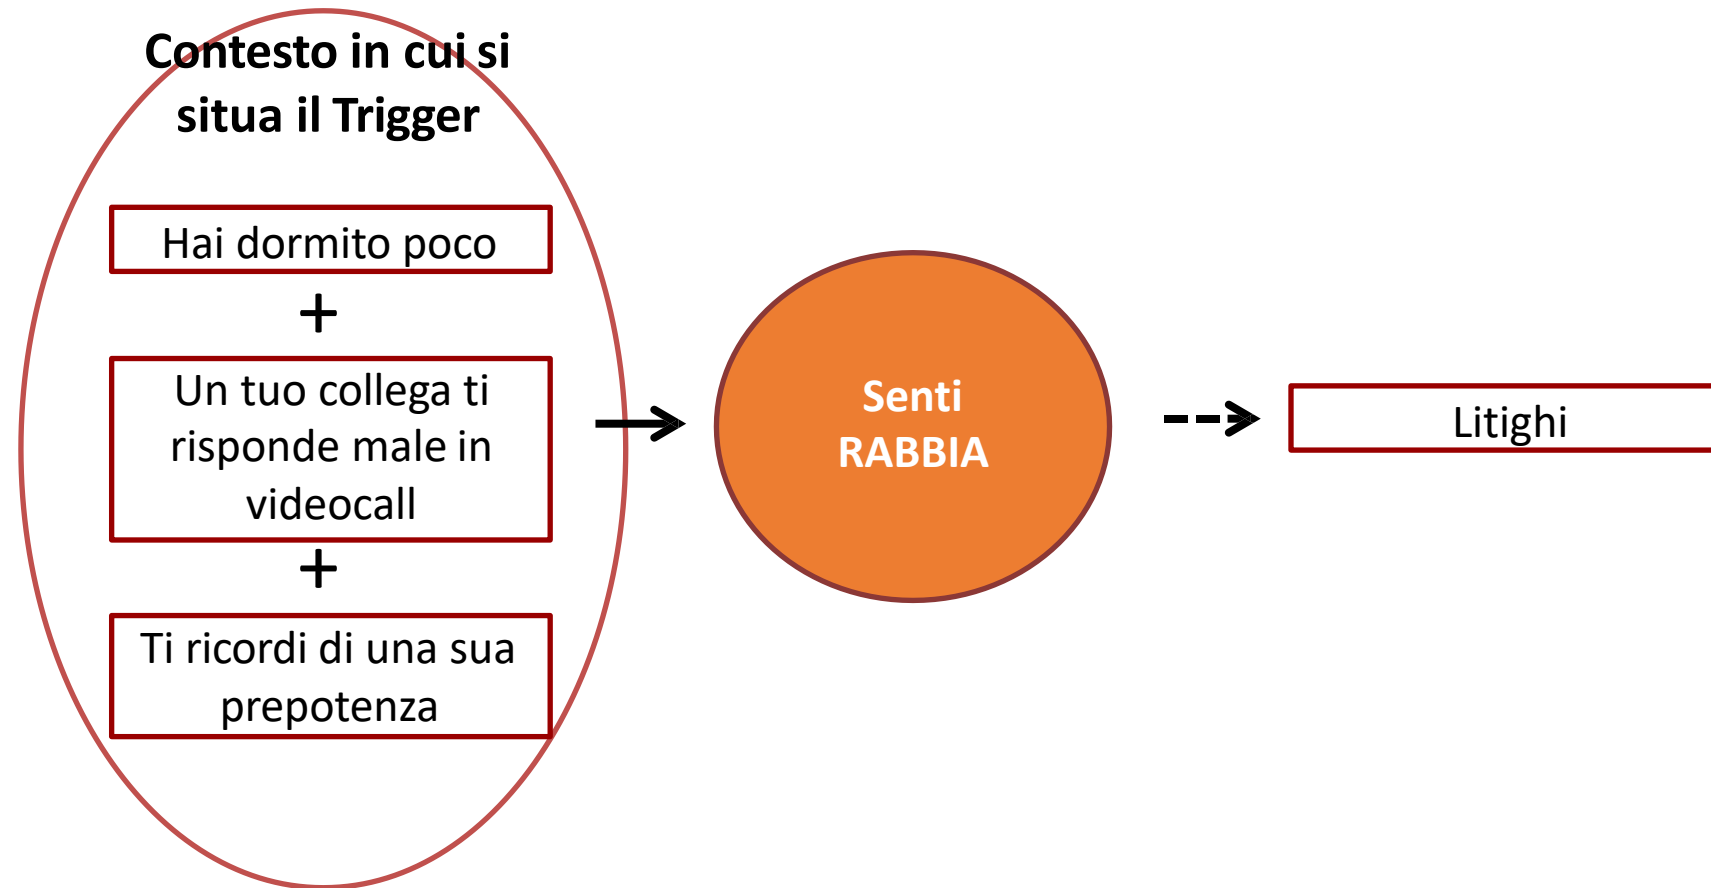 Contesto in cui si
situa il Trigger
Hai dormito poco
+
Un tuo collega ti
risponde male in
videocall
+
Ti ricordi di una sua
prepotenza
Senti
RABBIA
Litighi